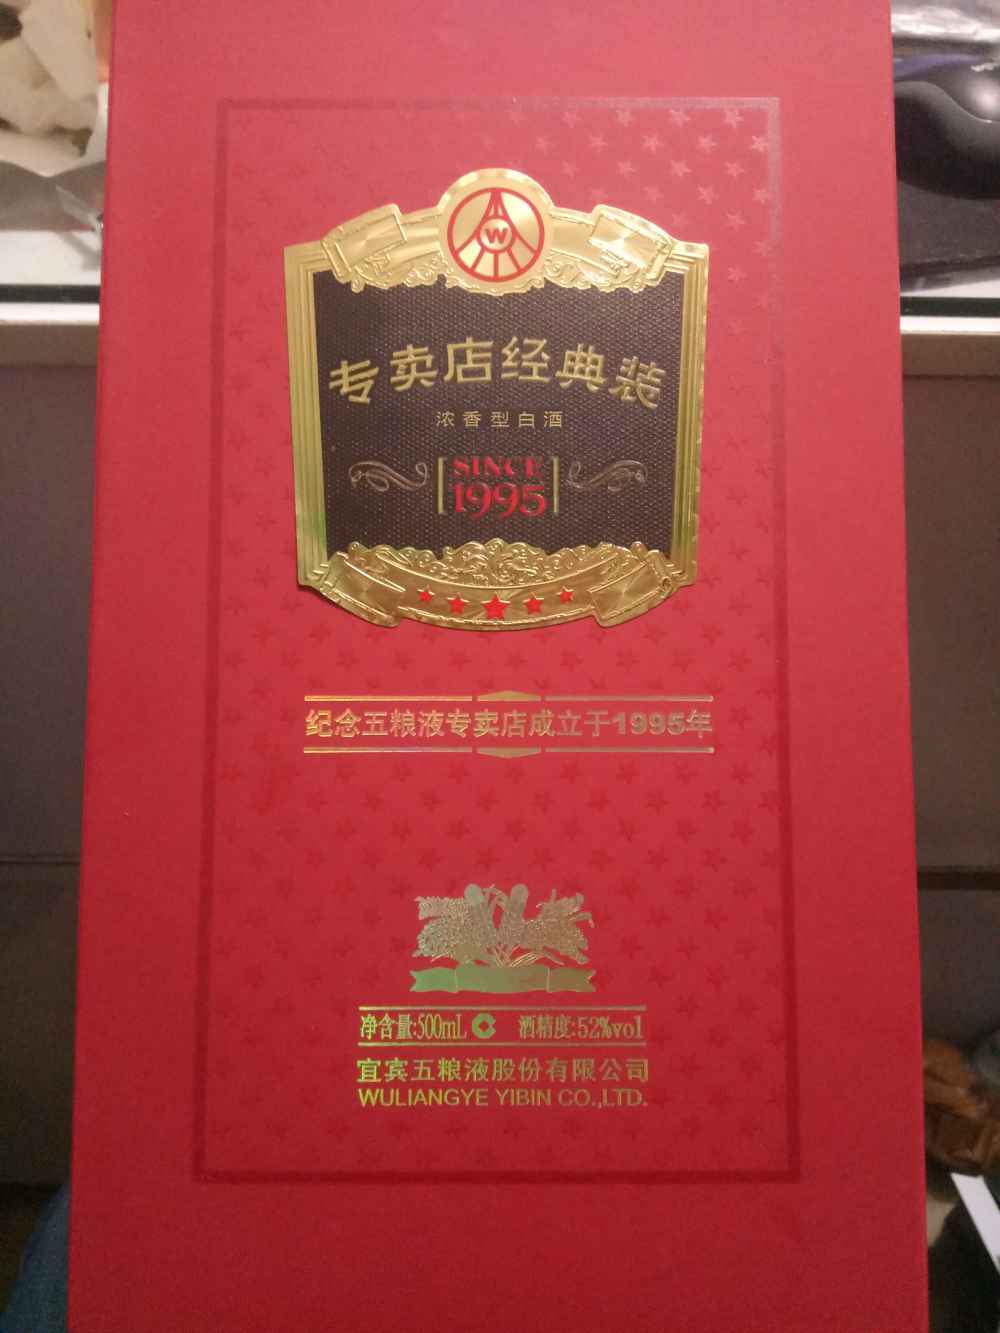 W
专卖店经典装
浓香型白酒
SINCE
1995
纪念五粮液专卖店成立于1995年
净含量:500mL 酒精度:52%vol
宜宾五粮液股份有限公司
WULIANGYE YIBIN CO.,LTD.